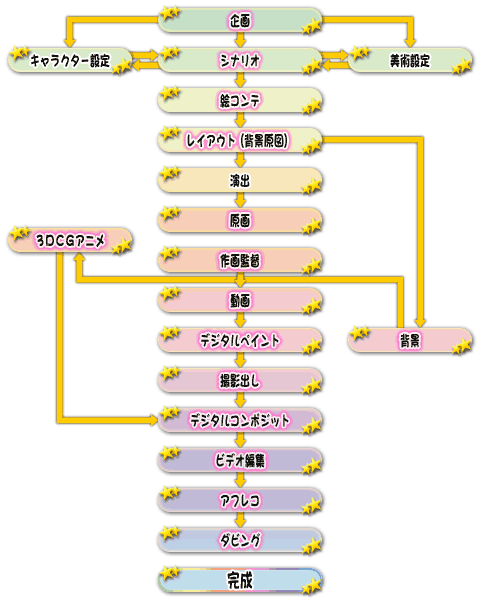 企画
キャラクター設定
シナリオ
美術設定
絵コンテ
レイアウト(背景原図)
演出
原画
3DCGアニメ
作画監督
動画
デジタルペイント
背景
撮影出し
デジタルコンポジット
ビデオ編集
アフレコ
ダビング
完成